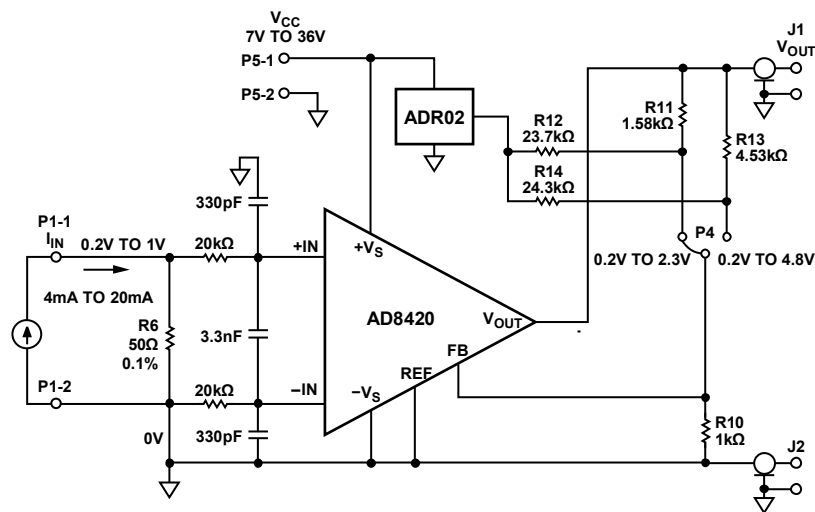 VCC
7V TO 36V
P5-1
P5-2
ADR02
J1
VOUT
R11
1.58kΩ
R12
23.7kΩ
R13
4.53kΩ
R14
24.3kΩ
330pF
P1-1
IIN
0.2V TO 1V
20kΩ
+IN
+VS
P4
0.2V TO 2.3V
0.2V TO 4.8V
4mA TO 20mA
R6
50Ω
0.1%
3.3nF
AD8420
VOUT
FB
REF
P1-2
20kΩ
–IN
–VS
0V
330pF
R10
1kΩ
J2